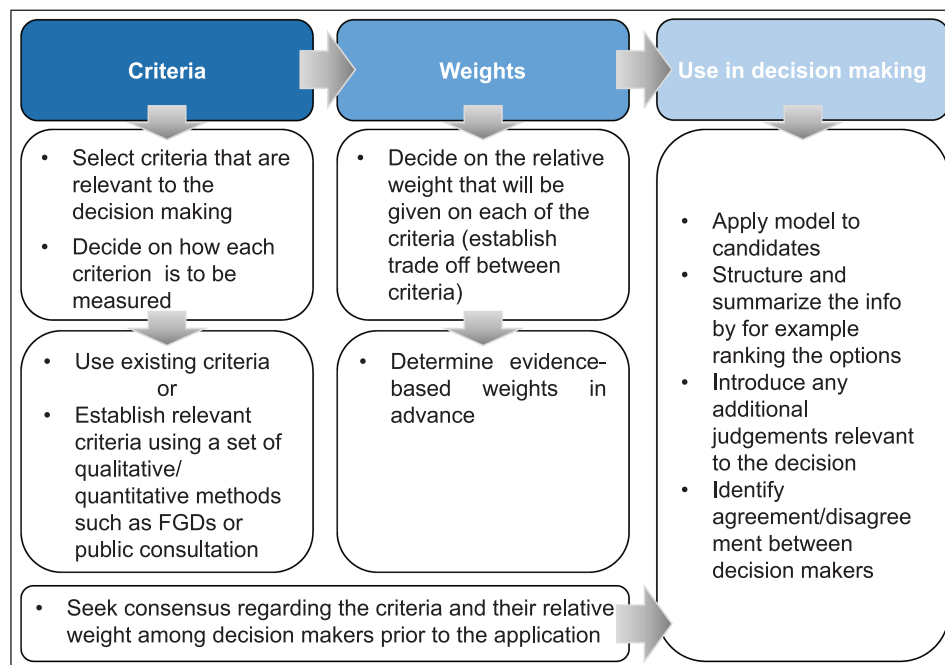 Criteria
Weights
Use in decision making
• Select criteria that are
relevant to the
decision making
• Decide on how each
criterion is to be
measured
• Use existing criteria
or
• Establish relevant
criteria using a set of
qualitative/
quantitative methods
such as FGDs or
public consultation
• Decide on the relative
weight that will be
given on each of the
criteria (establish
trade off between
criteria)
• Determine evidence-
based weights in
advance
• Seek consensus regarding the criteria and their relative
weight among decision makers prior to the application
• Apply model to
candidates
• Structure and
summarize the info
by for example
ranking the options
• Introduce any
additional
judgements relevant
to the decision
• Identify
agreement/disagree
ment between
decision makers